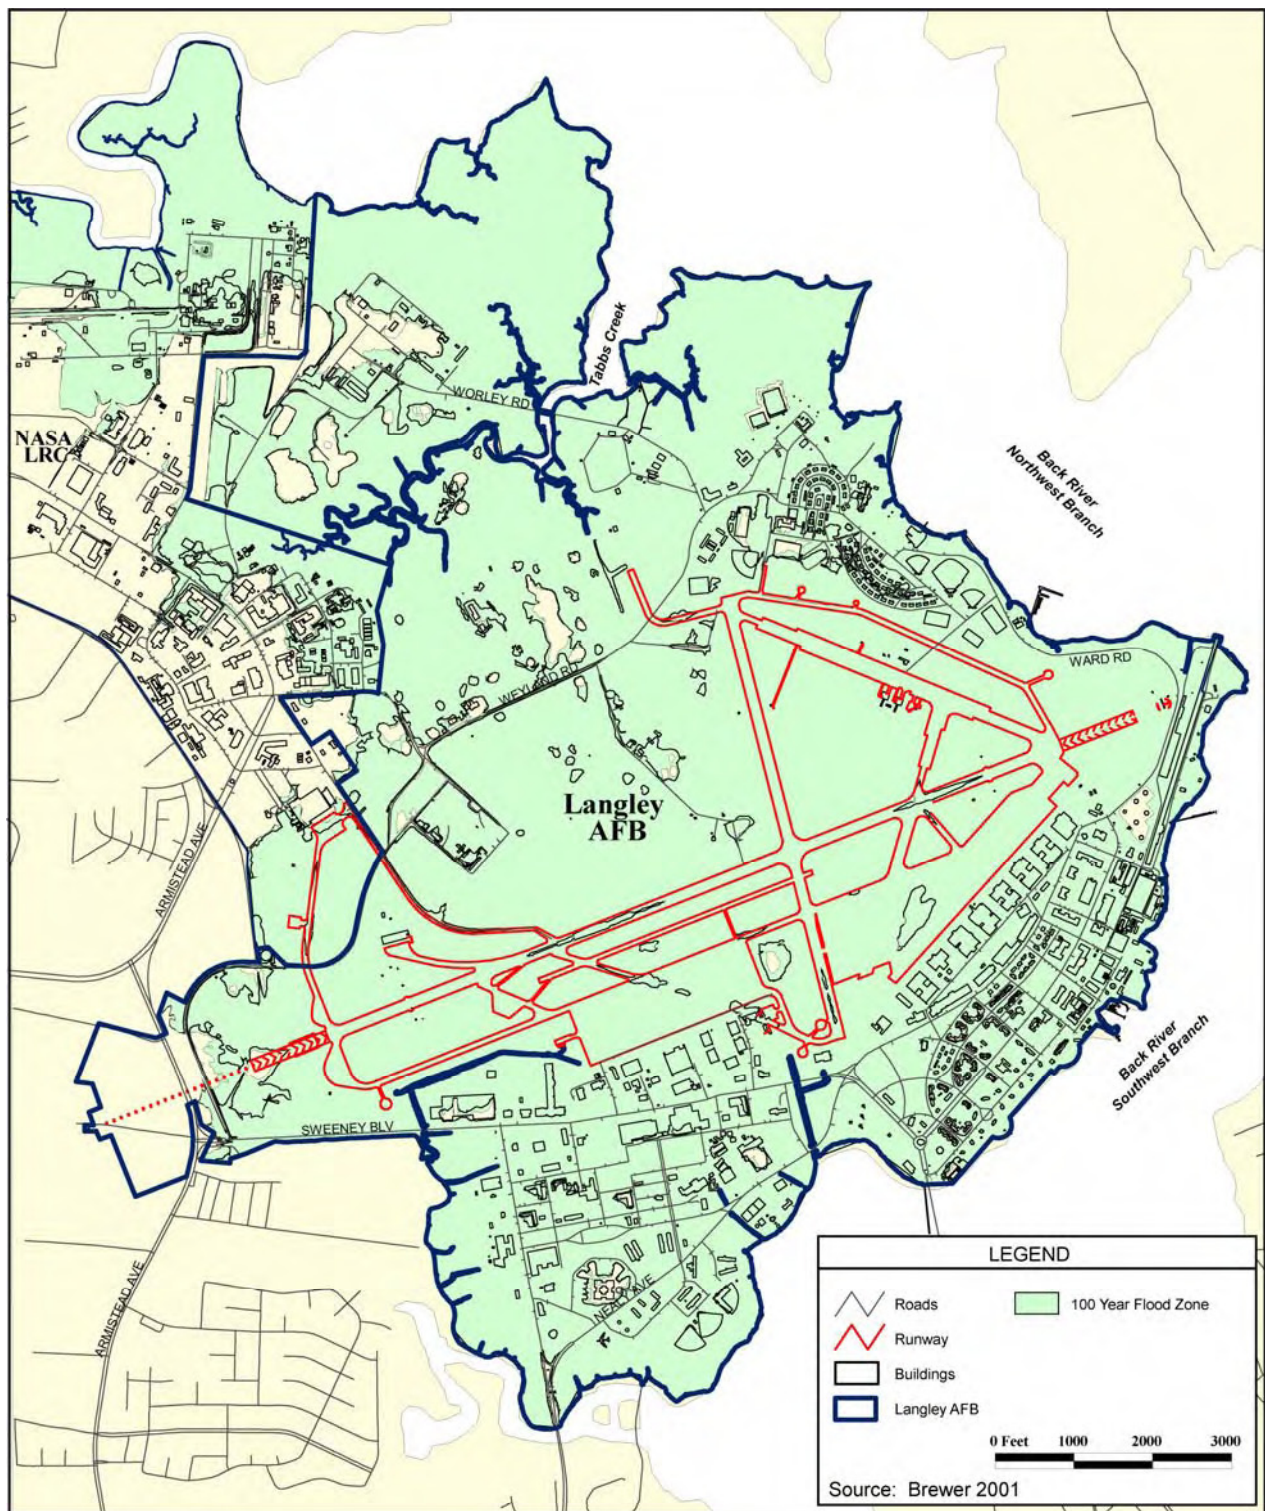 Tabbs Creek
WORLEY RD
NASA
LRC
Back River
Northwest Branch
WARD RD
WEYLAND RD
Langley
AFB
ARMISTEAD AVE
Back River
Southwest Branch
SWEENEY BLV
NEALY AVE
ARMISTEAD AVE
LEGEND
Roads
100 Year Flood Zone
Runway
Buildings
Langley AFB
0 Feet 1000 2000 3000
Source: Brewer 2001